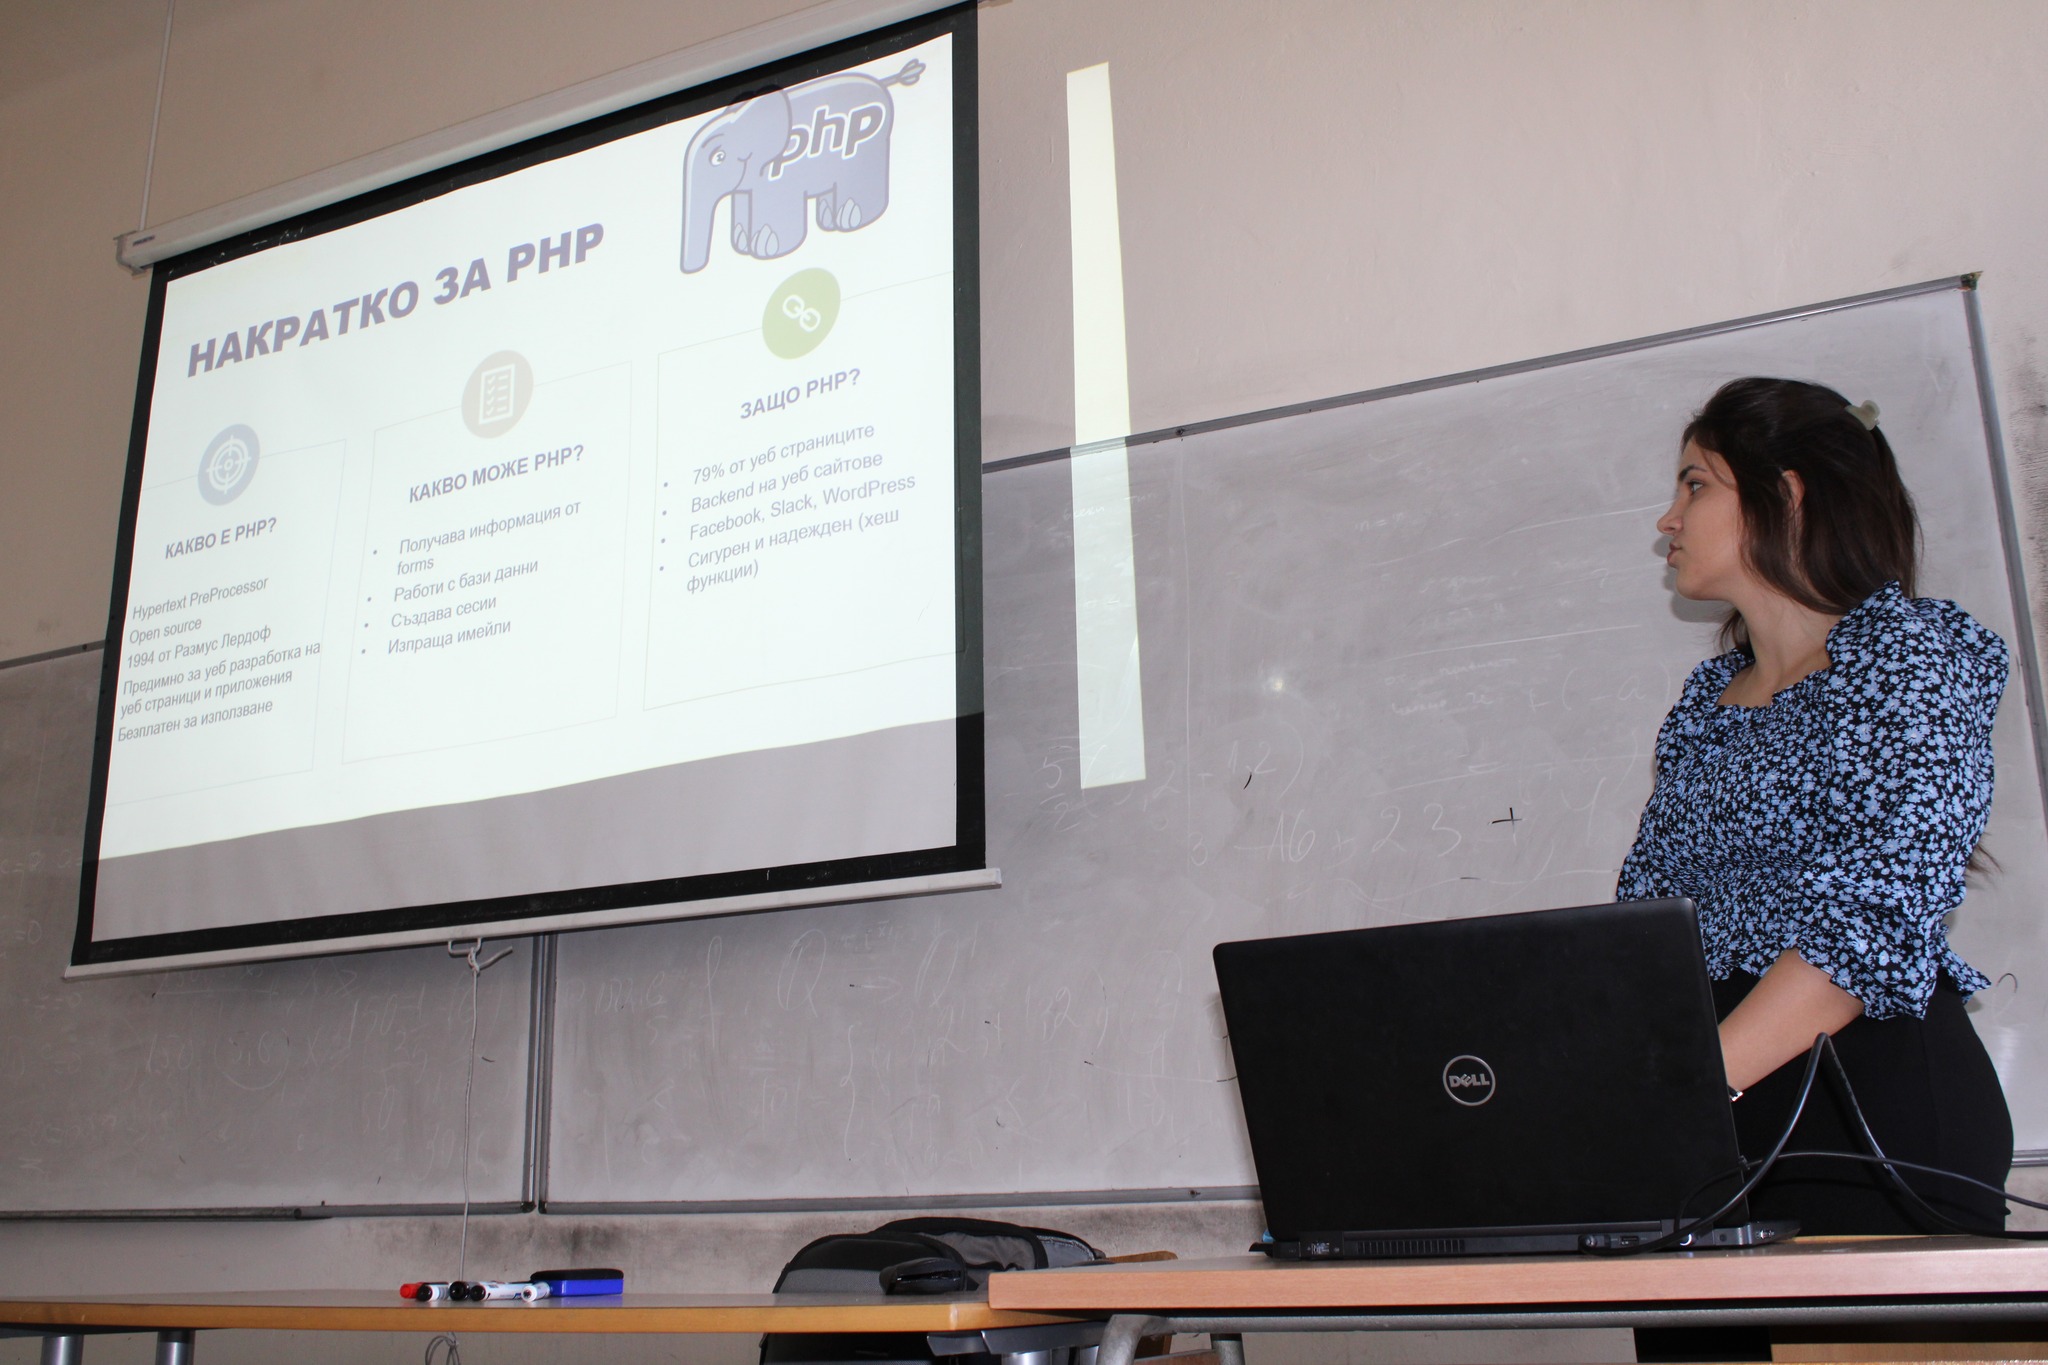 php
НАКРАТКО ЗА PHP
КАКВО Е PHP?
Hypertext PreProcessor
Open source
1994 от Размус Лердоф
Предимно за уеб разработка на
уеб страници и приложения
Безплатен за използване
КАКВО МОЖЕ PHP?
Получава информация от
forms
Работи с бази данни
Създава сесии
Изпраща имейли
ЗАЩО PHP?
79% от уеб страниците
Backend на уеб сайтове
Facebook, Slack, WordPress
Сигурен и надежден (хеш
функции)
DELL